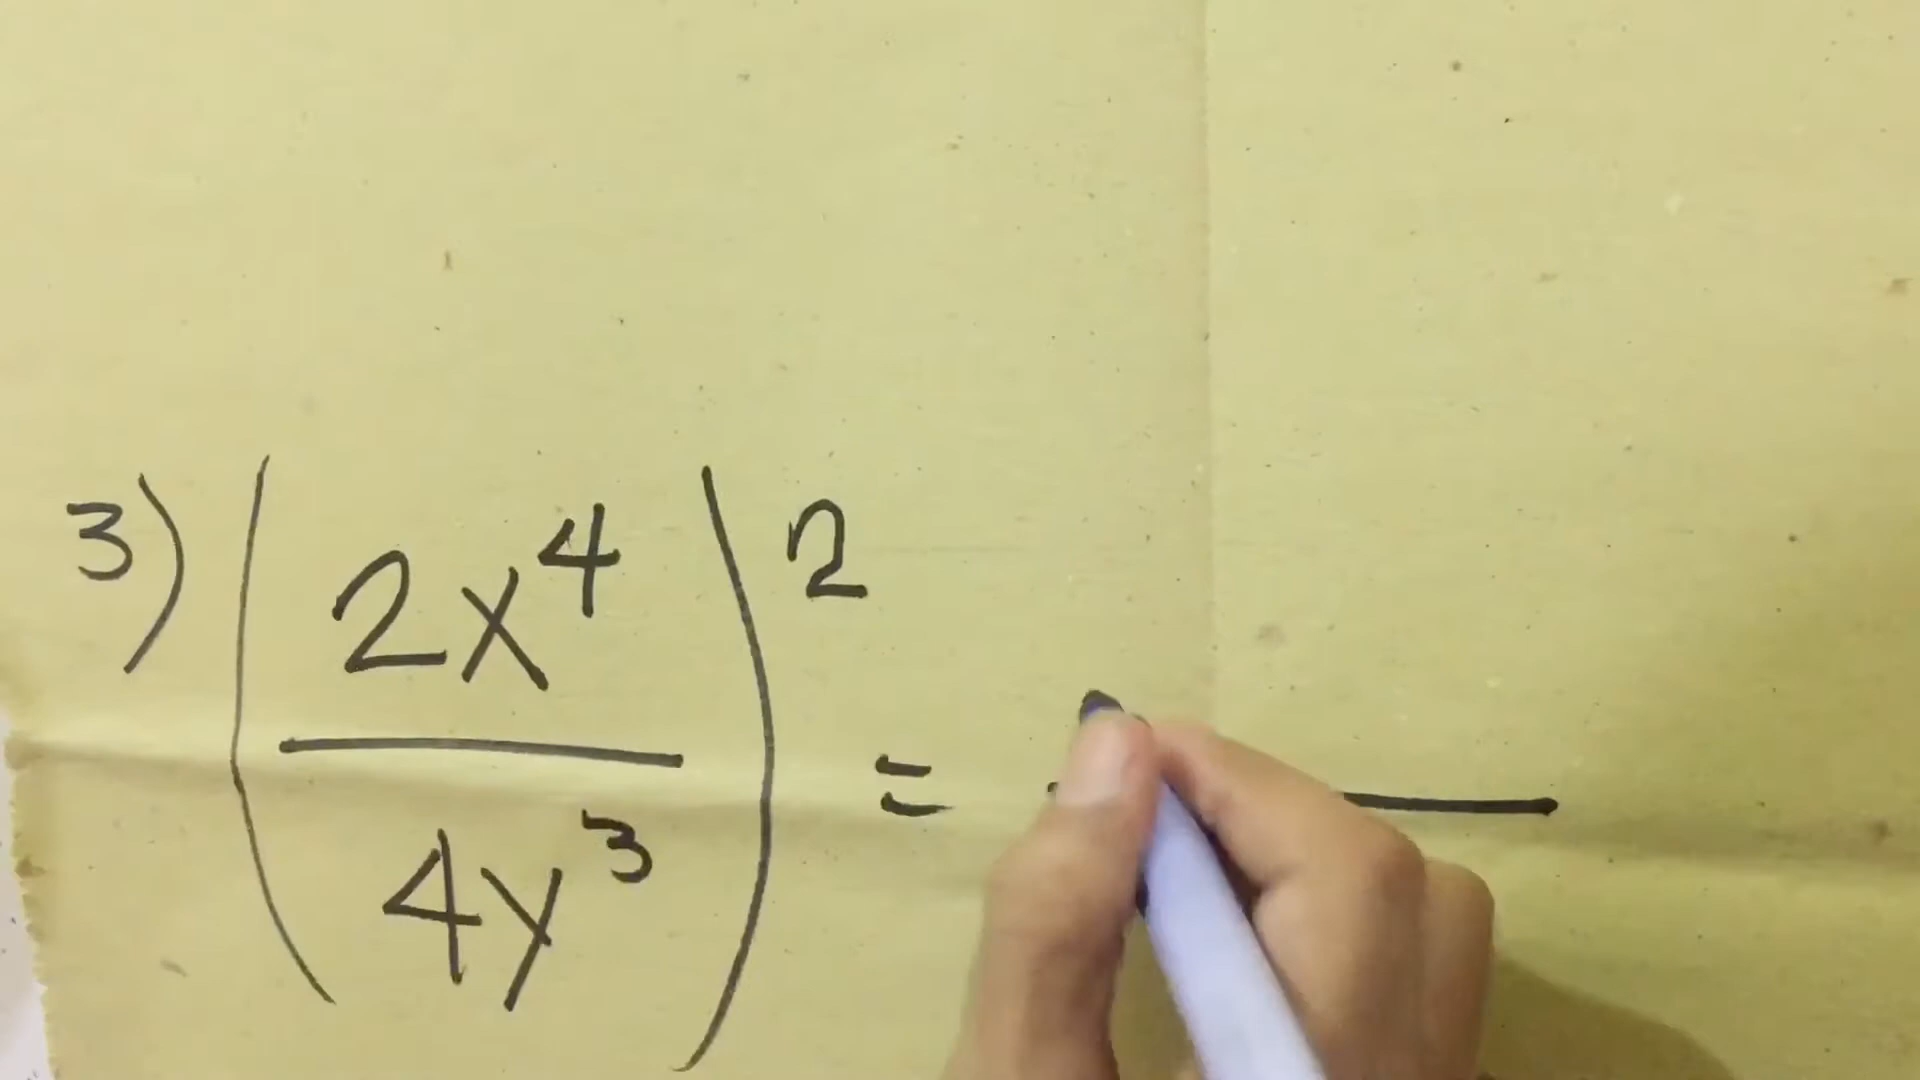 3) (2x⁴/4y³)² =